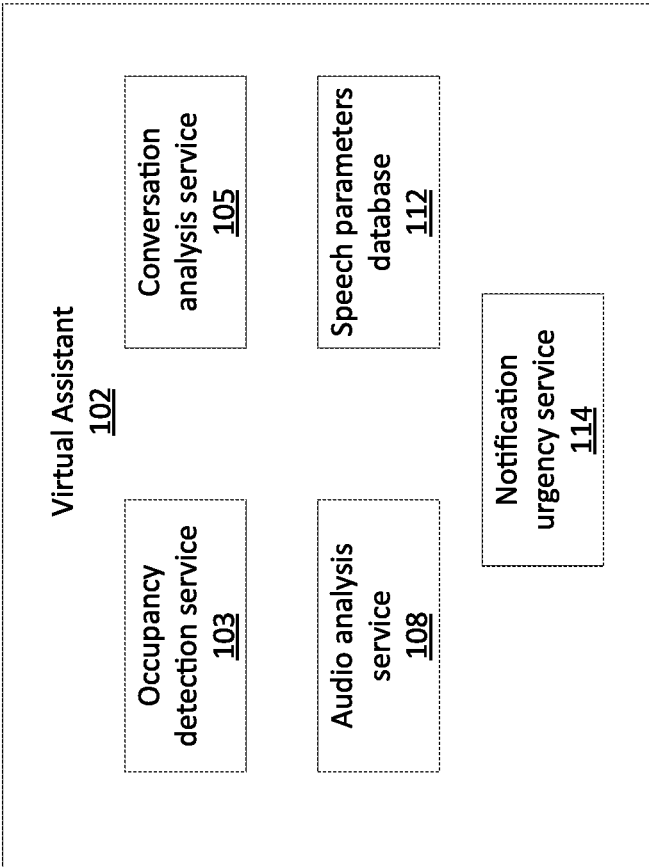 Virtual Assistant
102
Occupancy
detection service
103
Conversation
analysis service
105
Audio analysis
service
108
Speech parameters
database
112
Notification
urgency service
114